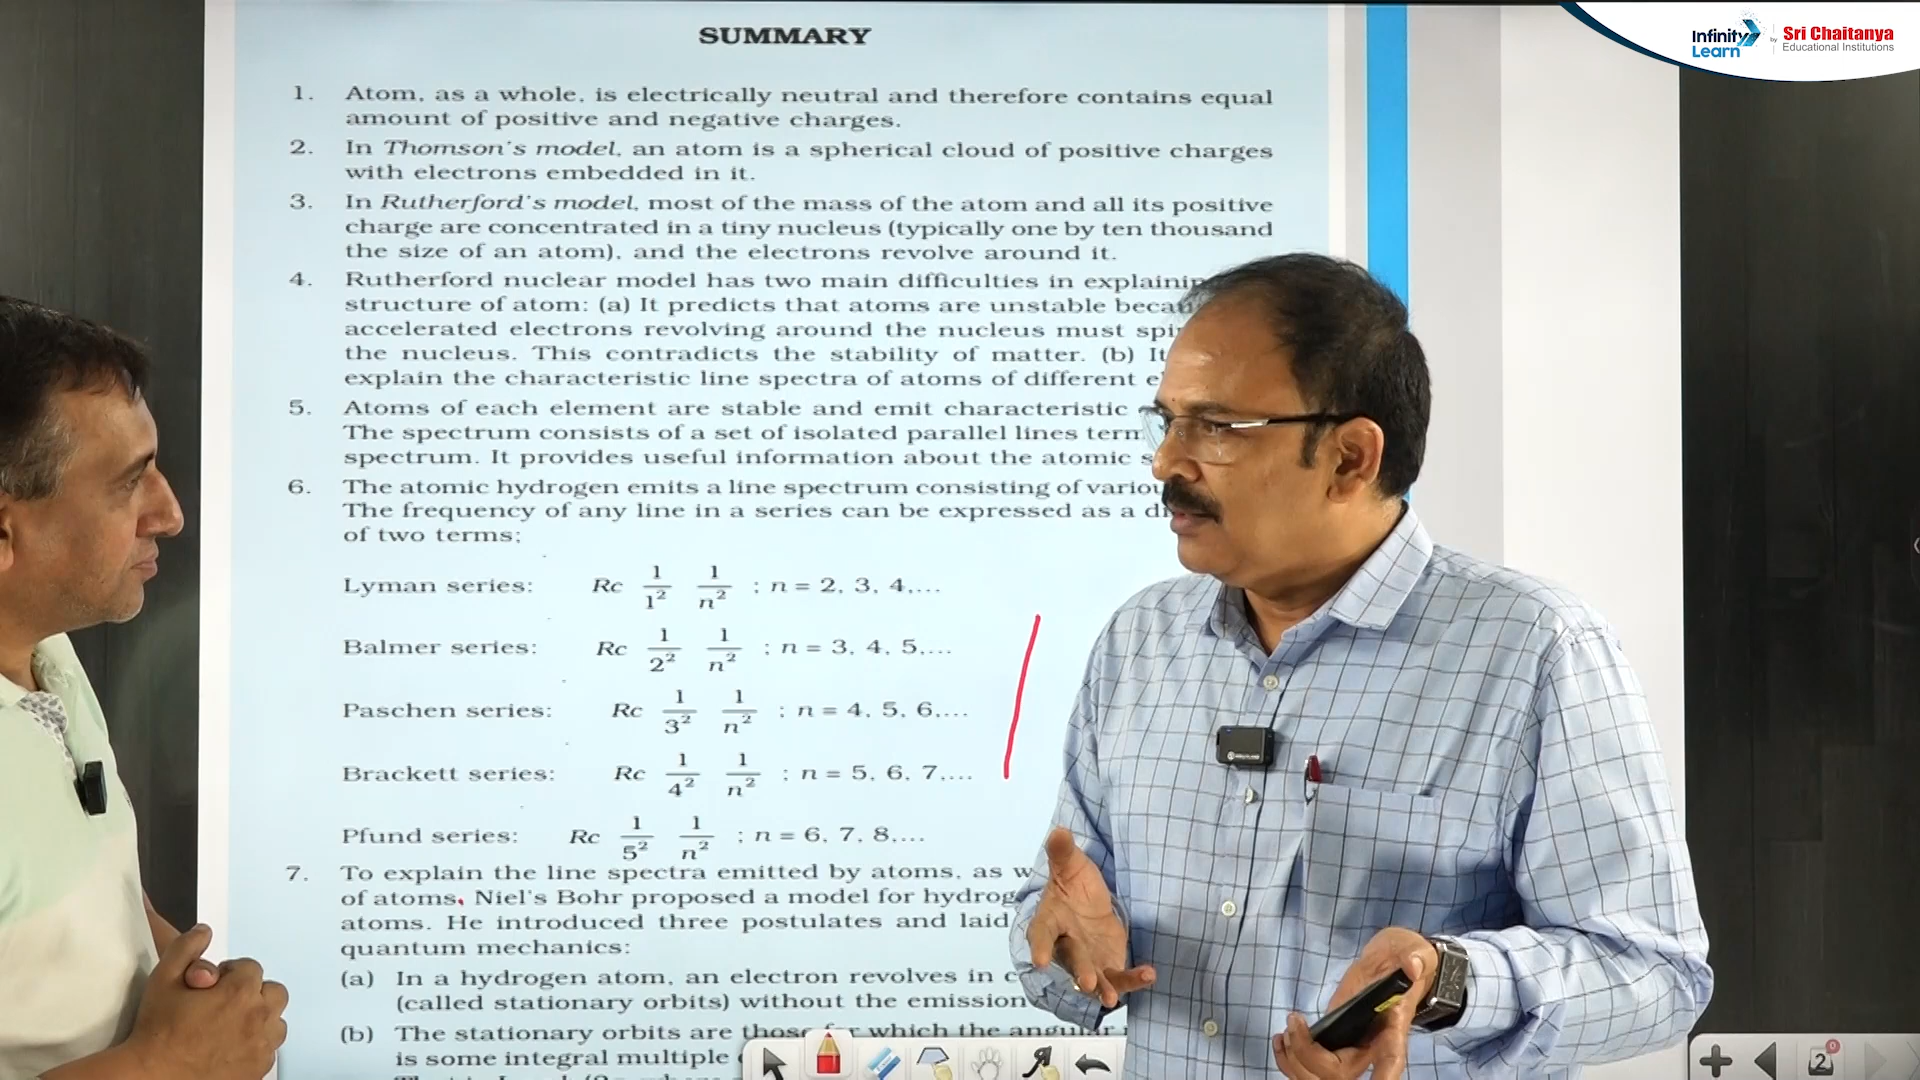 SUMMARY
1. Atom, as a whole, is electrically neutral and therefore contains equal
amount of positive and negative charges.
2. In Thomson's model, an atom is a spherical cloud of positive charges
with electrons embedded in it.
3. In Rutherford's model, most of the mass of the atom and all its positive
charge are concentrated in a tiny nucleus (typically one by ten thousand
the size of an atom), and the electrons revolve around it.
4. Rutherford nuclear model has two main difficulties in explaining
structure of atom: (a) It predicts that atoms are unstable
accelerated electrons revolving around the nucleus must
the nucleus. This contradicts the stability of matter. (b) It
explain the characteristic line spectra of atoms of different
5. Atoms of each element are stable and emit characteristic
The spectrum consists of a set of isolated parallel lines
spectrum. It provides useful information about the atomic
6. The atomic hydrogen emits a line spectrum consisting of
The frequency of any line in a series can be expressed as a
of two terms;
Lyman series: Rc 1/1² 1/n² ; n = 2, 3, 4,...
Balmer series: Rc 1/2² 1/n² ; n = 3, 4, 5,...
Paschen series: Rc 1/3² 1/n² ; n = 4, 5, 6,...
Brackett series: Rc 1/4² 1/n² ; n = 5, 6, 7,...
Pfund series: Rc 1/5² 1/n² ; n = 6, 7, 8,...
7. To explain the line spectra emitted by atoms, as
of atoms, Niel's Bohr proposed a model for
atoms. He introduced three postulates and laid
quantum mechanics:
(a) In a hydrogen atom, an electron revolves in
(called stationary orbits) without the emission
(b) The stationary orbits are those for which the angular
is some integral multiple
Infinity Learn by Sri Chaitanya
Educational Institutions
2
0